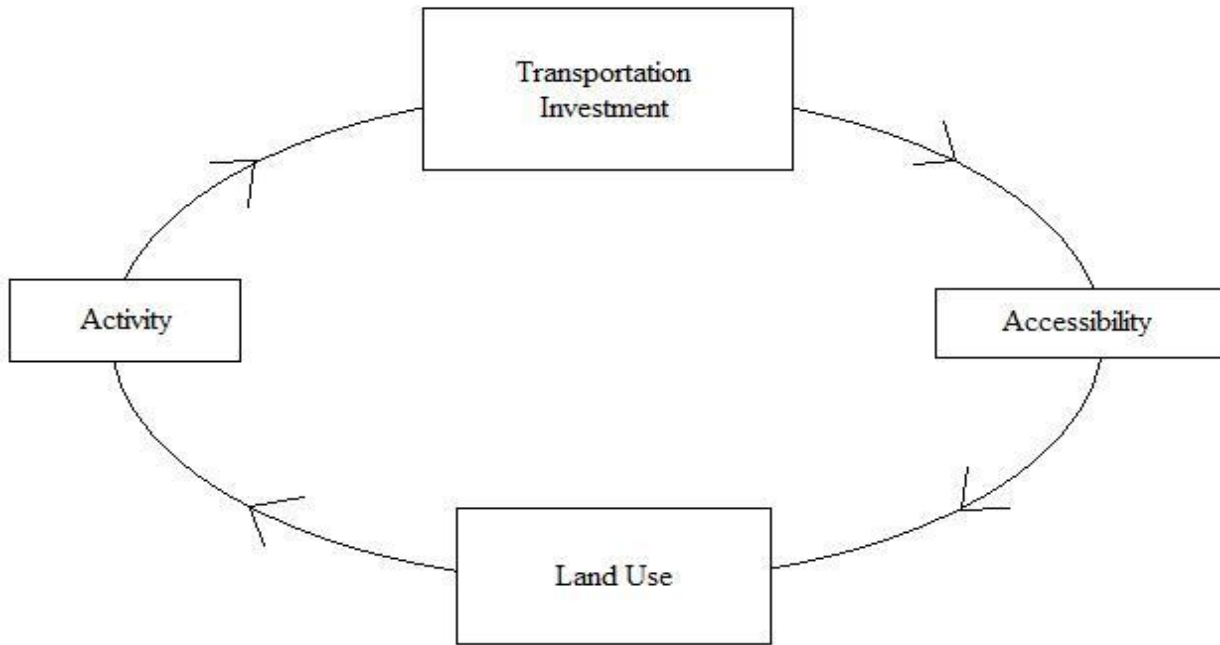 Transportation
Investment
Activity
Accessibility
Land Use